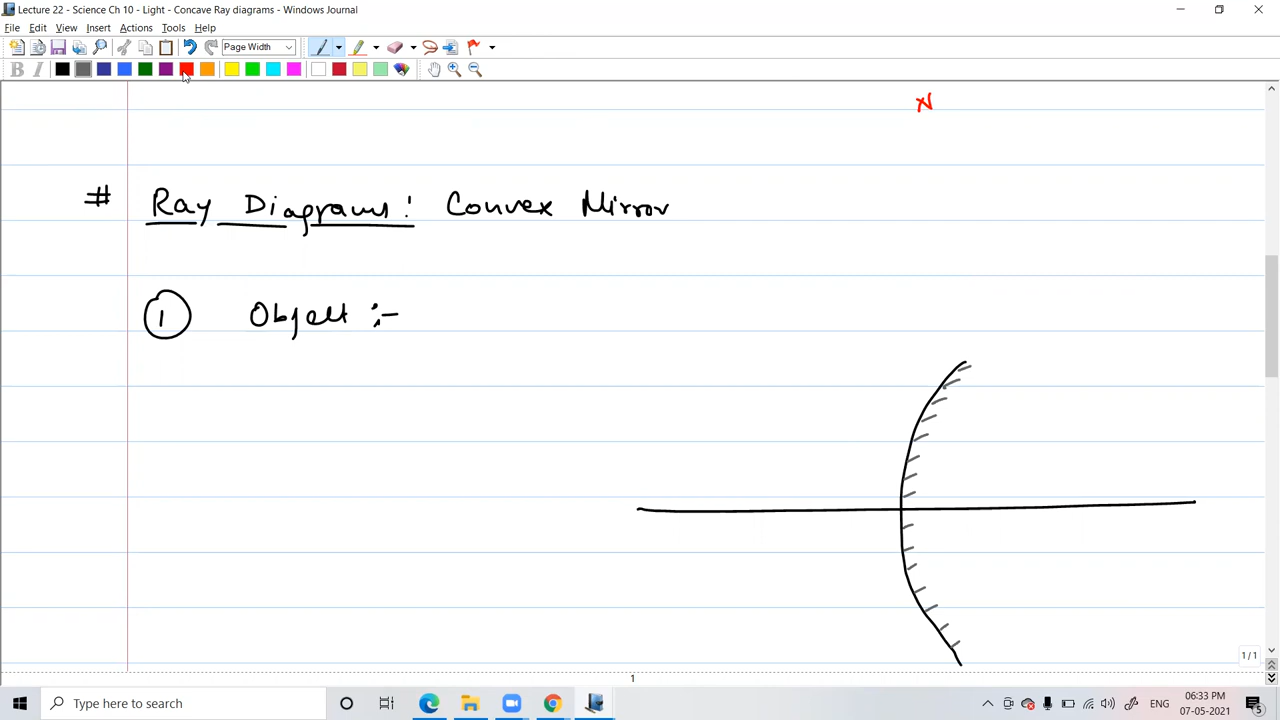 Lecture 22 - Science Ch 10 - Light - Concave Ray diagrams - Windows Journal
File Edit View Insert Actions Tools Help
Page Width
B I
N
# Ray Diagrams: Convex Mirror
1 Object :-
1/1
1
Type here to search
ENG
06:33 PM
07-05-2021
5